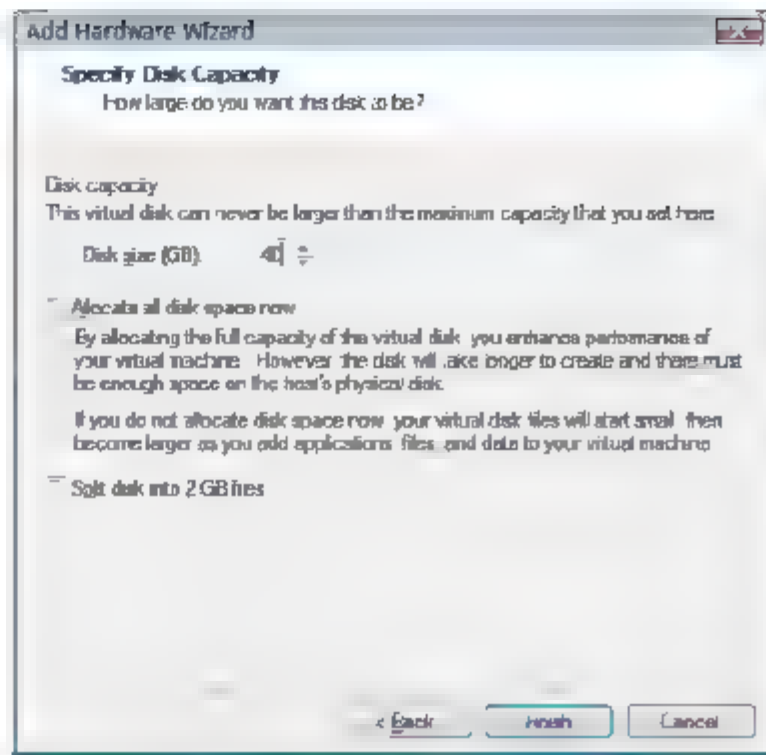 Add Hardware Wizard
Specify Disk Capacity
How large do you want this disk to be?
Disk capacity
This virtual disk can never be larger than the maximum capacity that you set here
Disk size (GB): 40
Allocate all disk space now
By allocating the full capacity of the virtual disk, you enhance performance of
your virtual machine. However, the disk will take longer to create and there must
be enough space on the host's physical disk.
If you do not allocate disk space now, your virtual disk files will start small, then
become larger as you add applications, files, and data to your virtual machine
Split disk into 2 GB files
< Back Finish Cancel